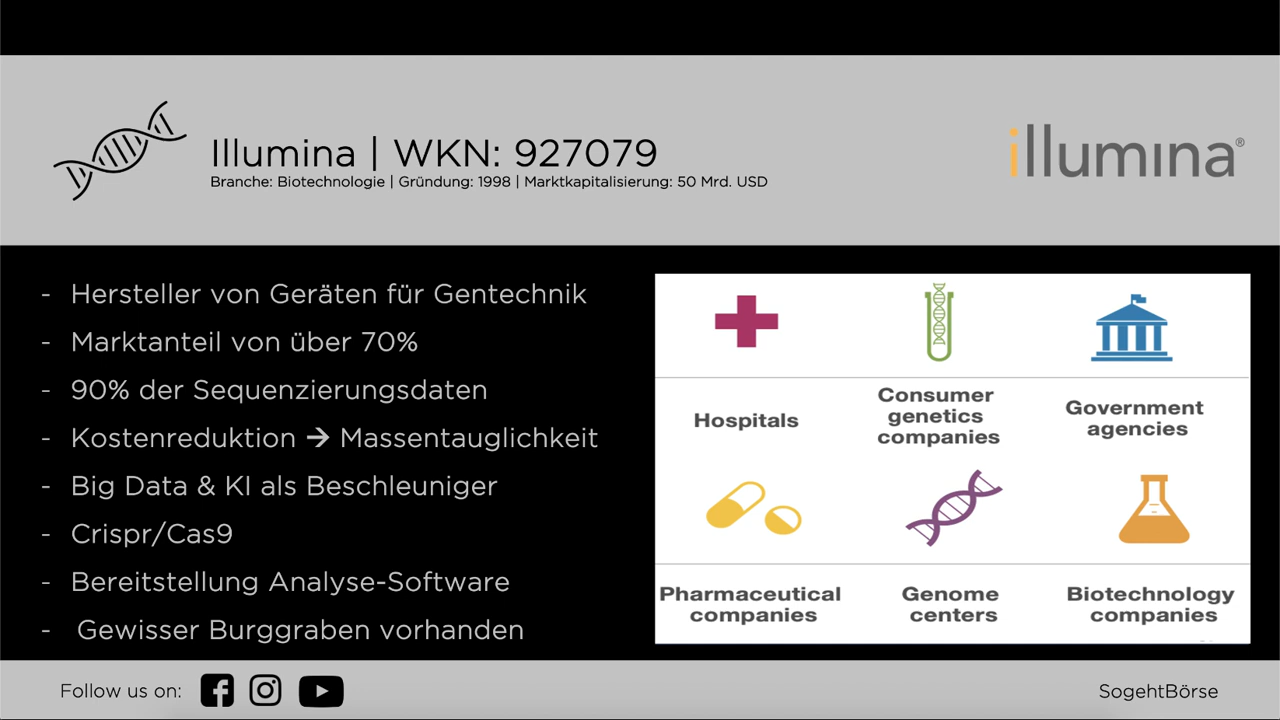 Illumina | WKN: 927079
Branche: Biotechnologie | Gründung: 1998 | Marktkapitalisierung: 50 Mrd. USD
illumina®
- Hersteller von Geräten für Gentechnik
- Marktanteil von über 70%
- 90% der Sequenzierungsdaten
- Kostenreduktion → Massentauglichkeit
- Big Data & KI als Beschleuniger
- Crispr/Cas9
- Bereitstellung Analyse-Software
- Gewisser Burggraben vorhanden
Hospitals
Consumer
genetics
companies
Government
agencies
Pharmaceutical
companies
Genome
centers
Biotechnology
companies
Follow us on:
SogehtBörse